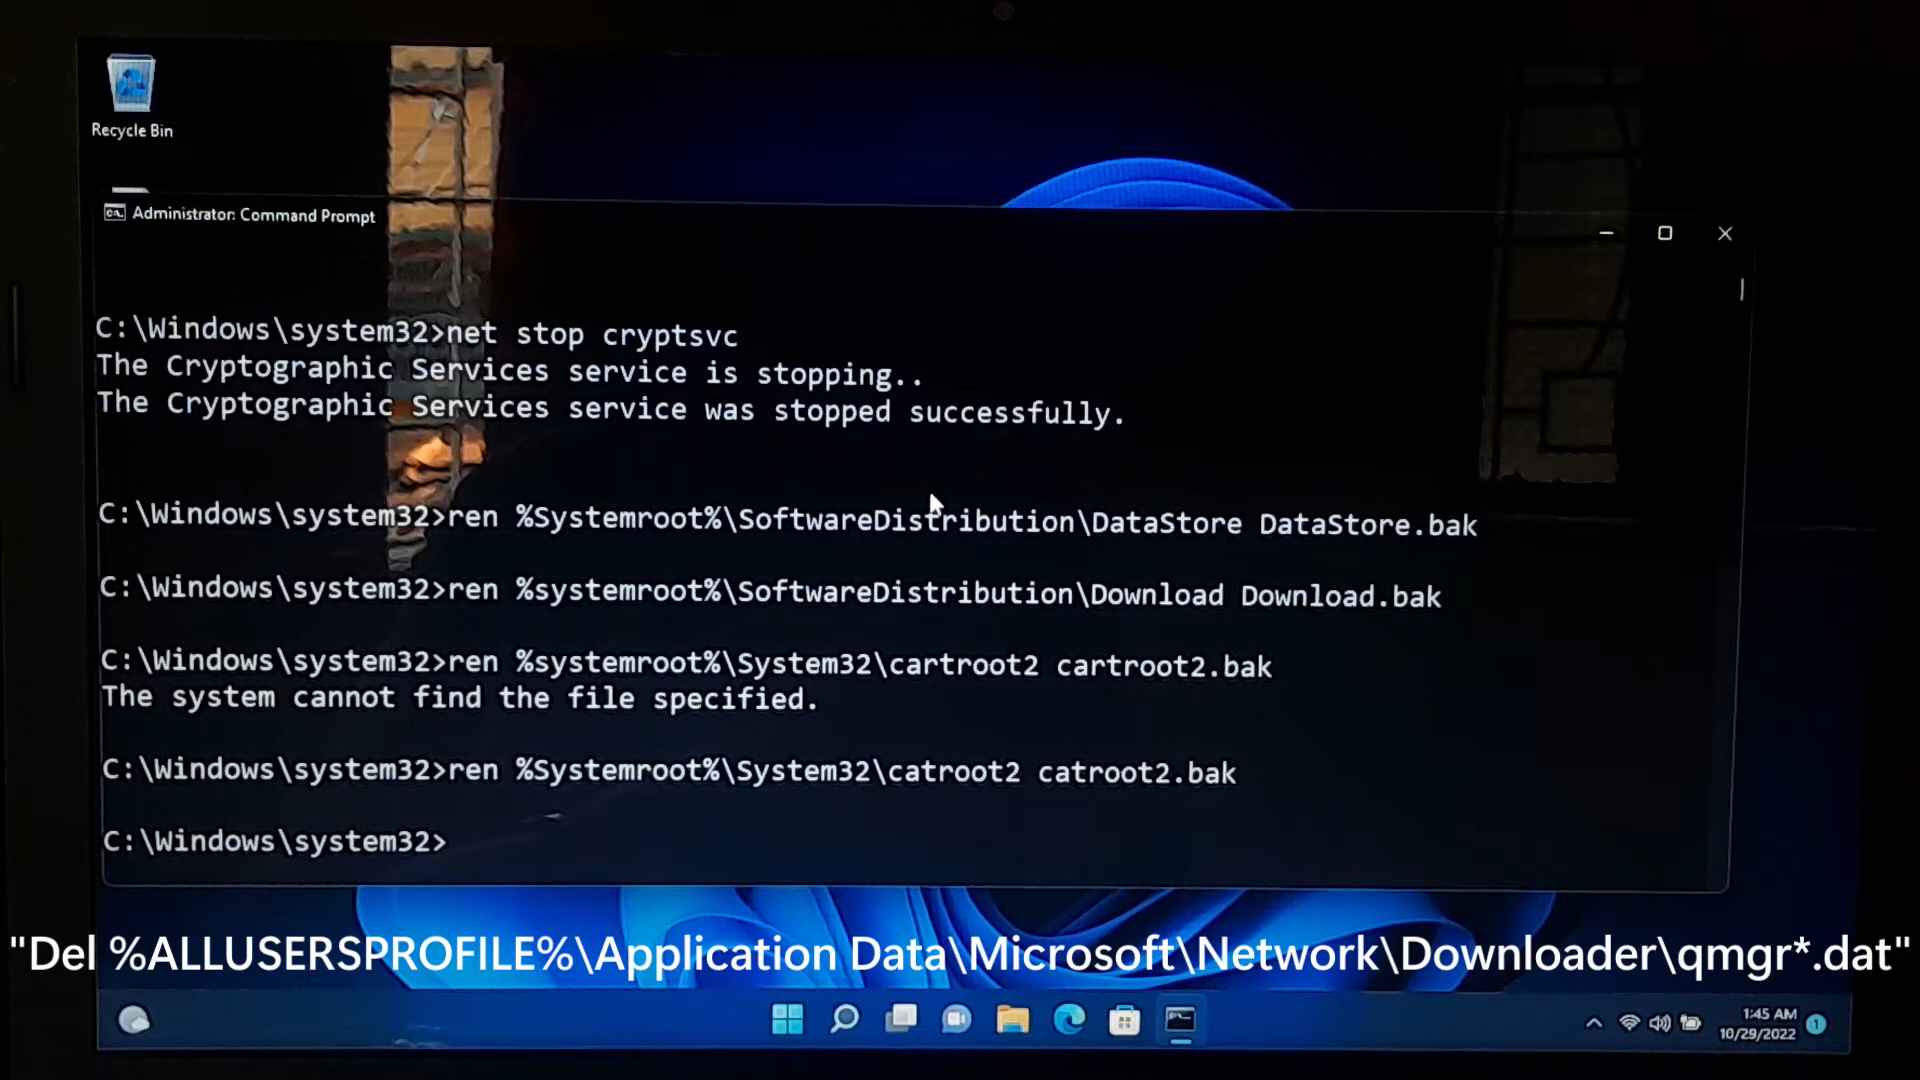 Recycle Bin
Administrator: Command Prompt
C:\Windows\system32>net stop cryptsvc
The Cryptographic Services service is stopping..
The Cryptographic Services service was stopped successfully.
C:\Windows\system32>ren %Systemroot%\SoftwareDistribution\DataStore DataStore.bak
C:\Windows\system32>ren %systemroot%\SoftwareDistribution\Download Download.bak
C:\Windows\system32>ren %systemroot%\System32\cartroot2 cartroot2.bak
The system cannot find the file specified.
C:\Windows\system32>ren %Systemroot%\System32\catroot2 catroot2.bak
C:\Windows\system32>
"Del %ALLUSERSPROFILE%\Application Data\Microsoft\Network\Downloader\qmgr*.dat"
1:45 AM
10/29/2022
1